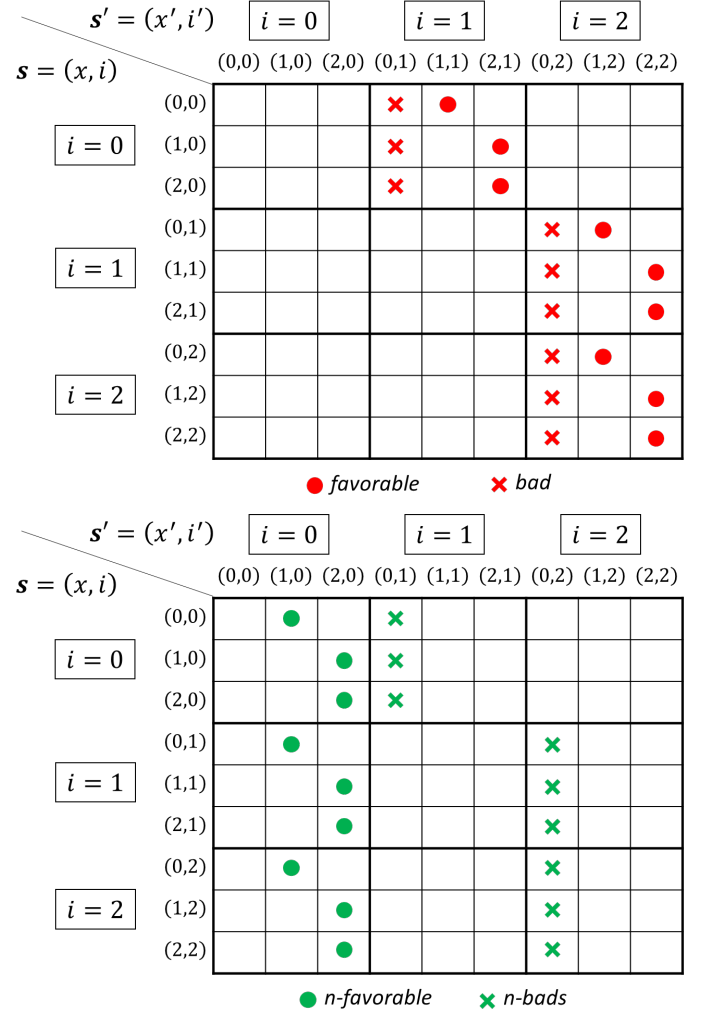 s′ = (x′, i′) i = 0 i = 1 i = 2
s = (x, i) (0,0) (1,0) (2,0) (0,1) (1,1) (2,1) (0,2) (1,2) (2,2)
(0,0)
i = 0 (1,0)
(2,0)
(0,1)
i = 1 (1,1)
(2,1)
(0,2)
i = 2 (1,2)
(2,2)
favorable bad
s′ = (x′, i′) i = 0 i = 1 i = 2
s = (x, i) (0,0) (1,0) (2,0) (0,1) (1,1) (2,1) (0,2) (1,2) (2,2)
(0,0)
i = 0 (1,0)
(2,0)
(0,1)
i = 1 (1,1)
(2,1)
(0,2)
i = 2 (1,2)
(2,2)
n-favorable n-bads